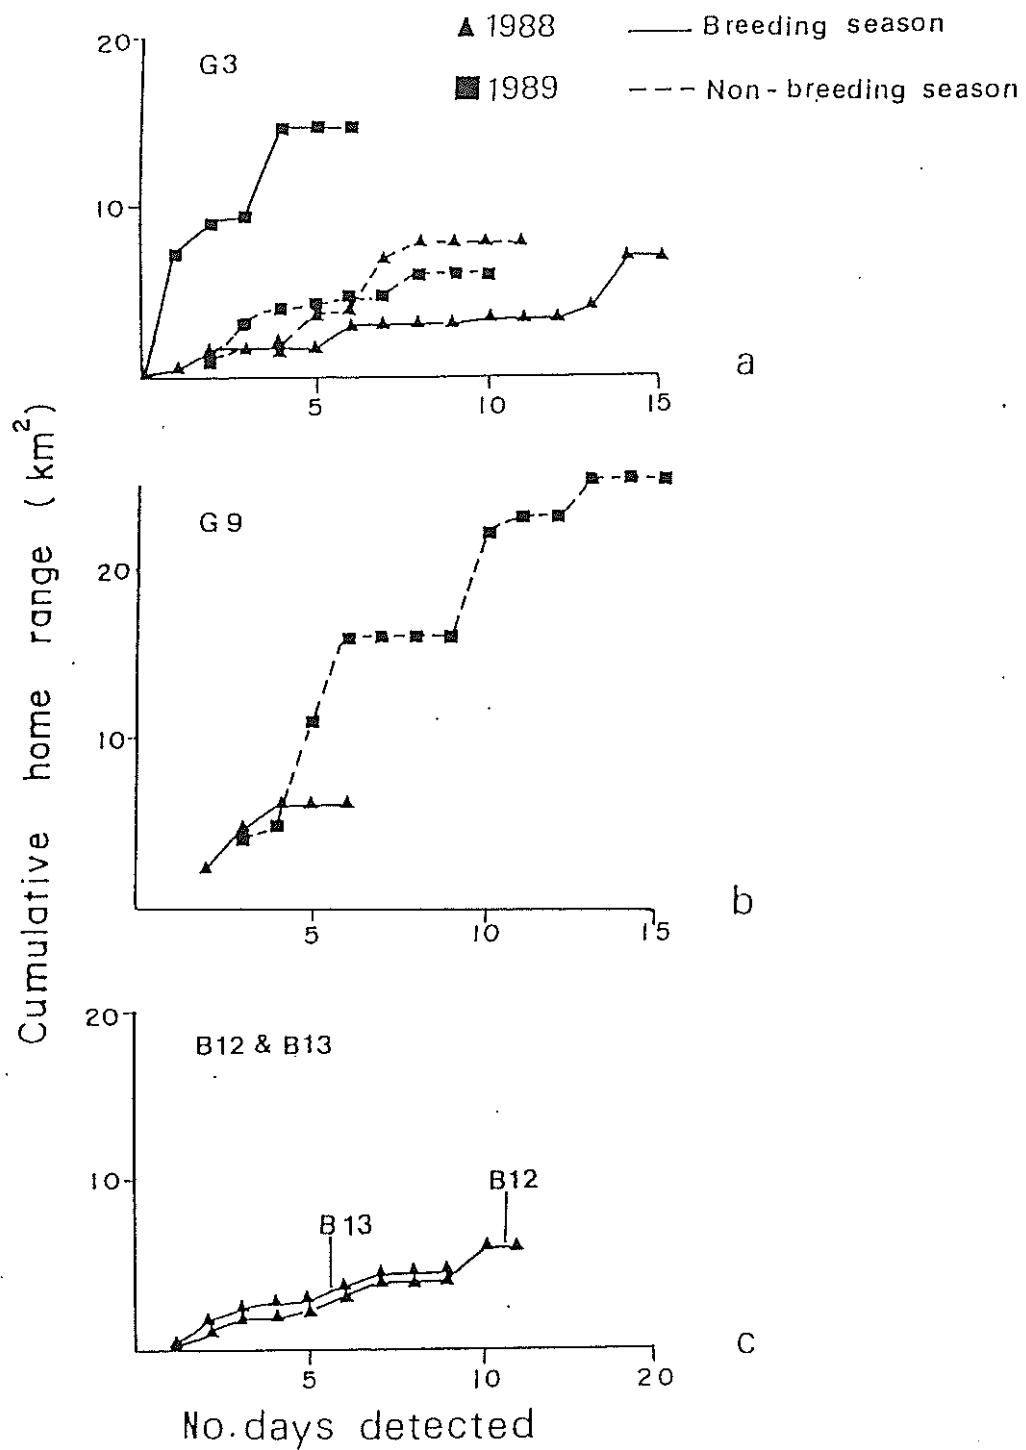 ▲ 1988 —— Breeding season
■ 1989 ---- Non-breeding season
20
G3
10
5 10 15
a
Cumulative home range (km²)
G9
20
10
5 10 15
b
20
B12 & B13
10
B12
B13
5 10 20
c
No. days detected